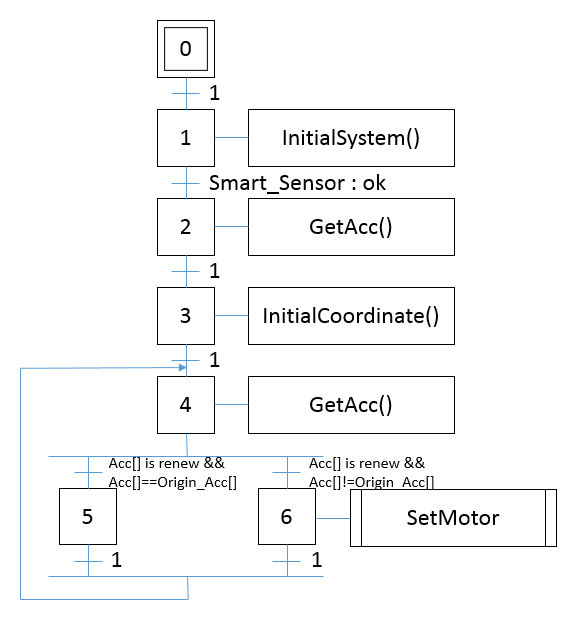 0
1
1
InitialSystem()
Smart_Sensor : ok
2
GetAcc()
1
3
InitialCoordinate()
1
4
GetAcc()
Acc[] is renew &&
Acc[]==Origin_Acc[]
Acc[] is renew &&
Acc[]!=Origin_Acc[]
5
6
SetMotor
1
1